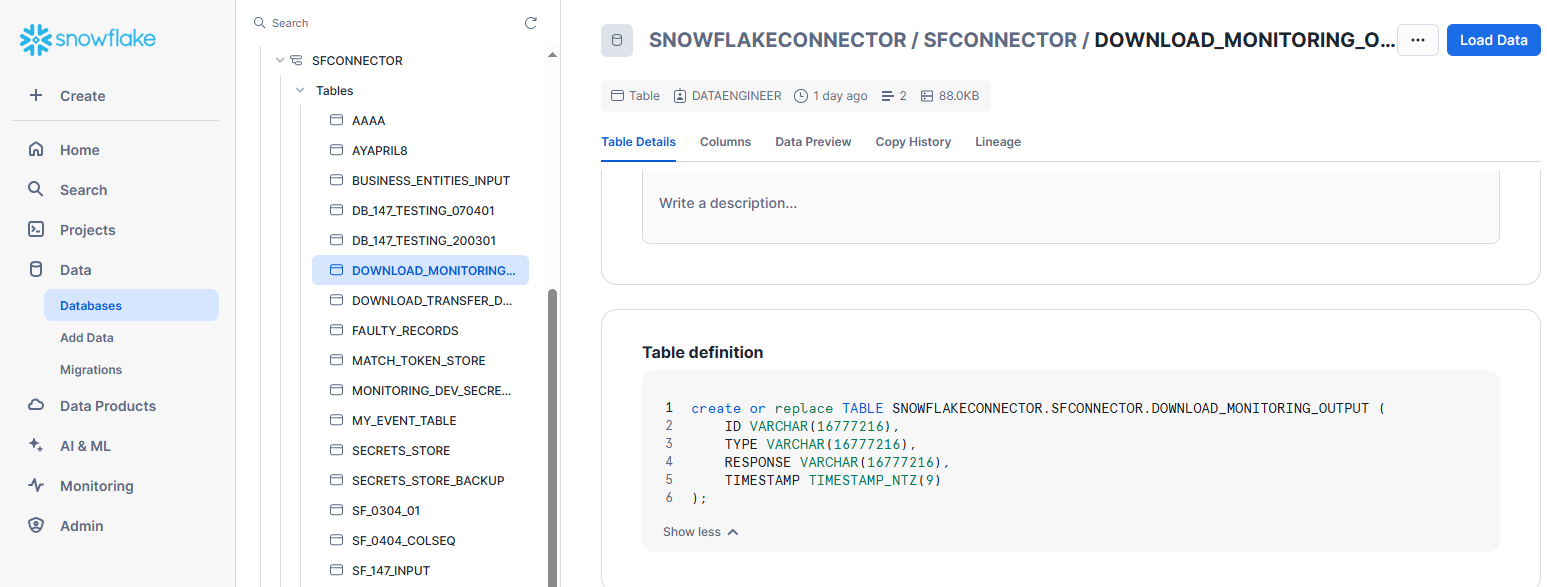 snowflake
Create
Home
Search
Projects
Data
Databases
Add Data
Migrations
Data Products
AI & ML
Monitoring
Admin
Search
SFCONNECTOR
Tables
AAAA
AYAPRIL8
BUSINESS_ENTITIES_INPUT
DB_147_TESTING_070401
DB_147_TESTING_200301
DOWNLOAD_MONITORING...
DOWNLOAD_TRANSFER_D...
FAULTY_RECORDS
MATCH_TOKEN_STORE
MONITORING_DEV_SECRE...
MY_EVENT_TABLE
SECRETS_STORE
SECRETS_STORE_BACKUP
SF_0304_01
SF_0404_COLSEQ
SF_147_INPUT
SNOWFLAKECONNECTOR / SFCONNECTOR / DOWNLOAD_MONITORING_O...
Load Data
Table DATAENGINEER 1 day ago 2 88.0KB
Table Details Columns Data Preview Copy History Lineage
Write a description...
Table definition
1 create or replace TABLE SNOWFLAKECONNECTOR.SFCONNECTOR.DOWNLOAD_MONITORING_OUTPUT (
2 ID VARCHAR(16777216),
3 TYPE VARCHAR(16777216),
4 RESPONSE VARCHAR(16777216),
5 TIMESTAMP TIMESTAMP_NTZ(9)
6 );
Show less